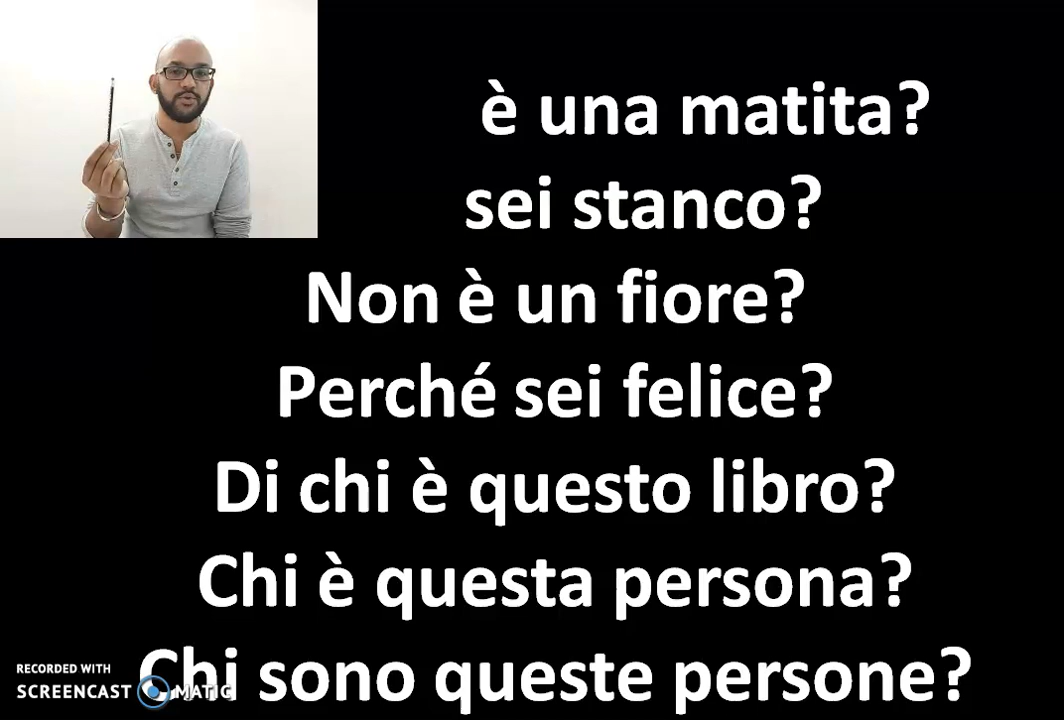 è una matita?
sei stanco?
Non è un fiore?
Perché sei felice?
Di chi è questo libro?
Chi è questa persona?
Chi sono queste persone?
RECORDED WITH
SCREENCAST MATIC